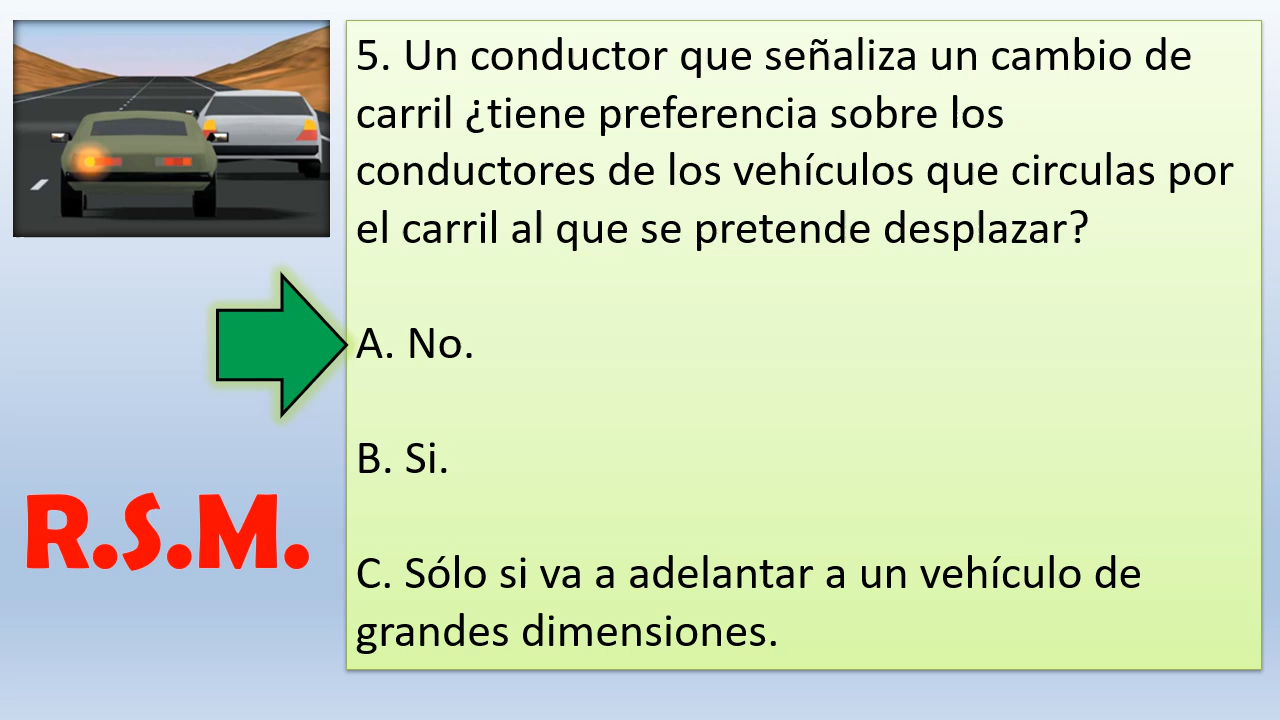 5. Un conductor que señaliza un cambio de
carril ¿tiene preferencia sobre los
conductores de los vehículos que circulas por
el carril al que se pretende desplazar?
A. No.
B. Si.
C. Sólo si va a adelantar a un vehículo de
grandes dimensiones.
R.S.M.